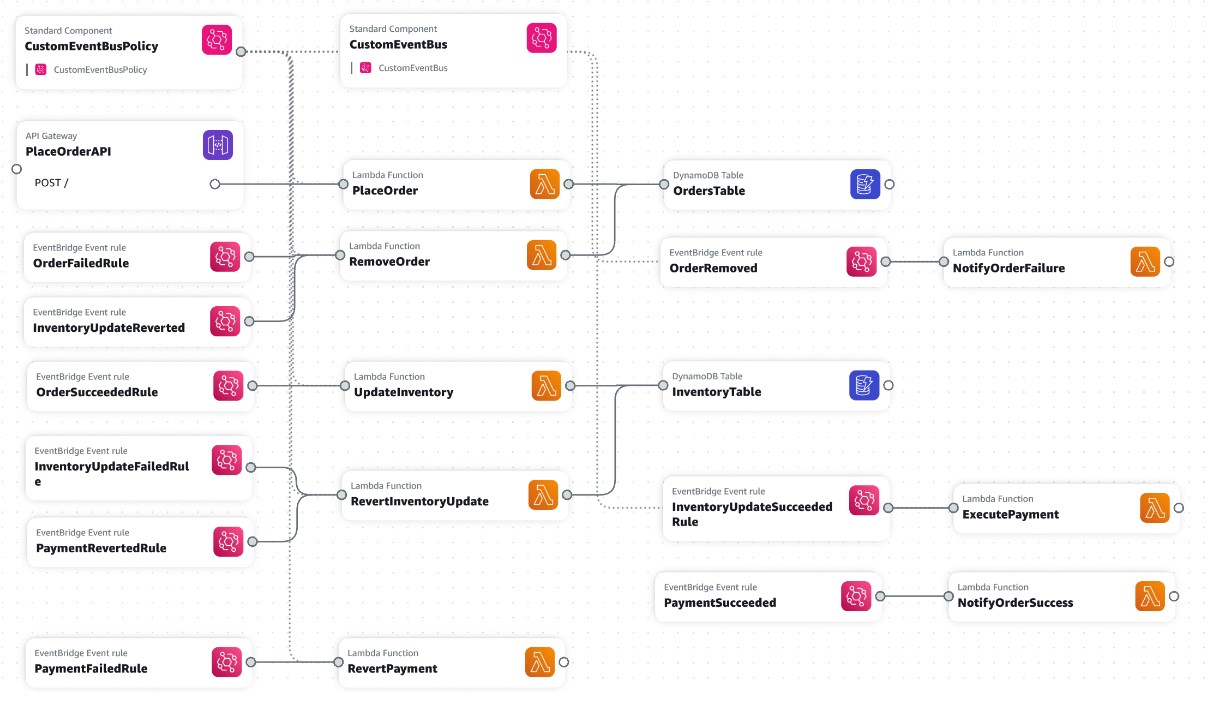 Standard Component
CustomEventBusPolicy
CustomEventBusPolicy
Standard Component
CustomEventBus
CustomEventBus
API Gateway
PlaceOrderAPI
POST /
Lambda Function
PlaceOrder
DynamoDB Table
OrdersTable
EventBridge Event rule
OrderFailedRule
Lambda Function
RemoveOrder
EventBridge Event rule
OrderRemoved
Lambda Function
NotifyOrderFailure
EventBridge Event rule
InventoryUpdateReverted
EventBridge Event rule
OrderSucceededRule
Lambda Function
UpdateInventory
DynamoDB Table
InventoryTable
EventBridge Event rule
InventoryUpdateFailedRul
e
Lambda Function
RevertInventoryUpdate
EventBridge Event rule
InventoryUpdateSucceeded
Rule
Lambda Function
ExecutePayment
EventBridge Event rule
PaymentRevertedRule
EventBridge Event rule
PaymentSucceeded
Lambda Function
NotifyOrderSuccess
EventBridge Event rule
PaymentFailedRule
Lambda Function
RevertPayment